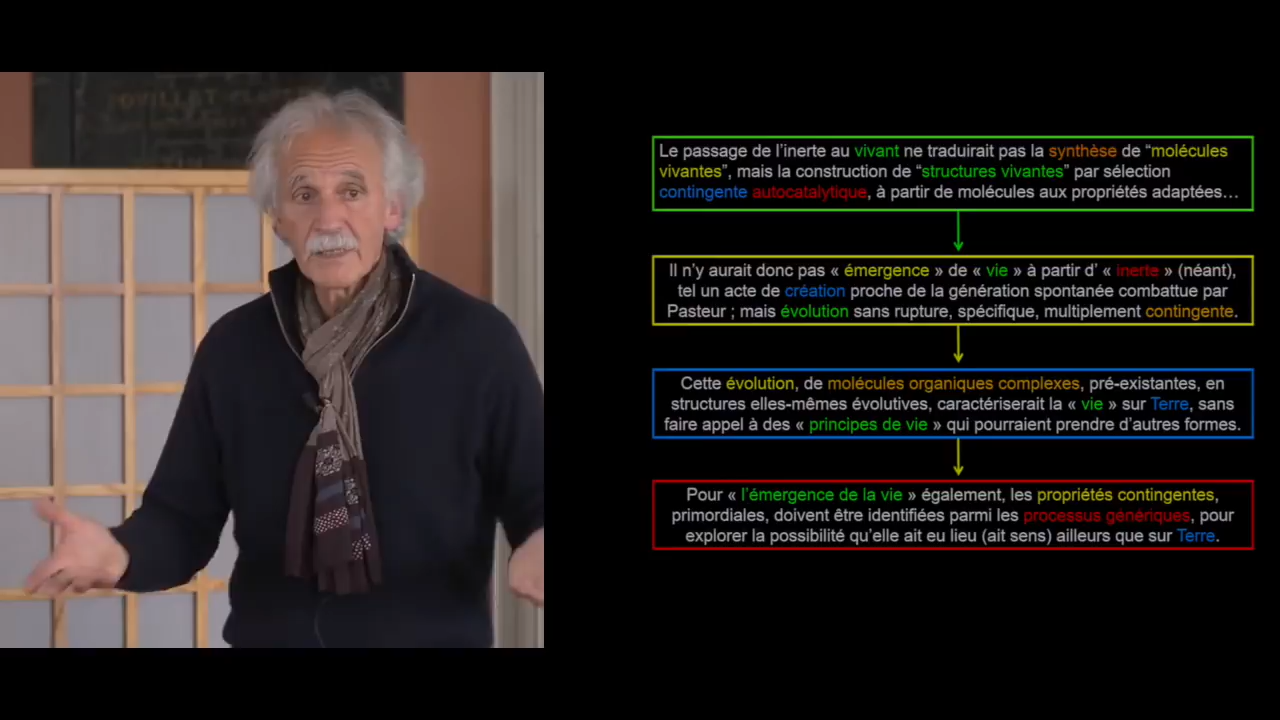 Le passage de l’inerte au vivant ne traduirait pas la synthèse de “molécules
vivantes”, mais la construction de “structures vivantes” par sélection
contingente autocatalytique, à partir de molécules aux propriétés adaptées…
Il n’y aurait donc pas « émergence » de « vie » à partir d’ « inerte » (néant),
tel un acte de création proche de la génération spontanée combattue par
Pasteur ; mais évolution sans rupture, spécifique, multiplement contingente.
Cette évolution, de molécules organiques complexes, pré-existantes, en
structures elles-mêmes évolutives, caractériserait la « vie » sur Terre, sans
faire appel à des « principes de vie » qui pourraient prendre d’autres formes.
Pour « l’émergence de la vie » également, les propriétés contingentes,
primordiales, doivent être identifiées parmi les processus génériques, pour
explorer la possibilité qu’elle ait eu lieu (ait sens) ailleurs que sur Terre.